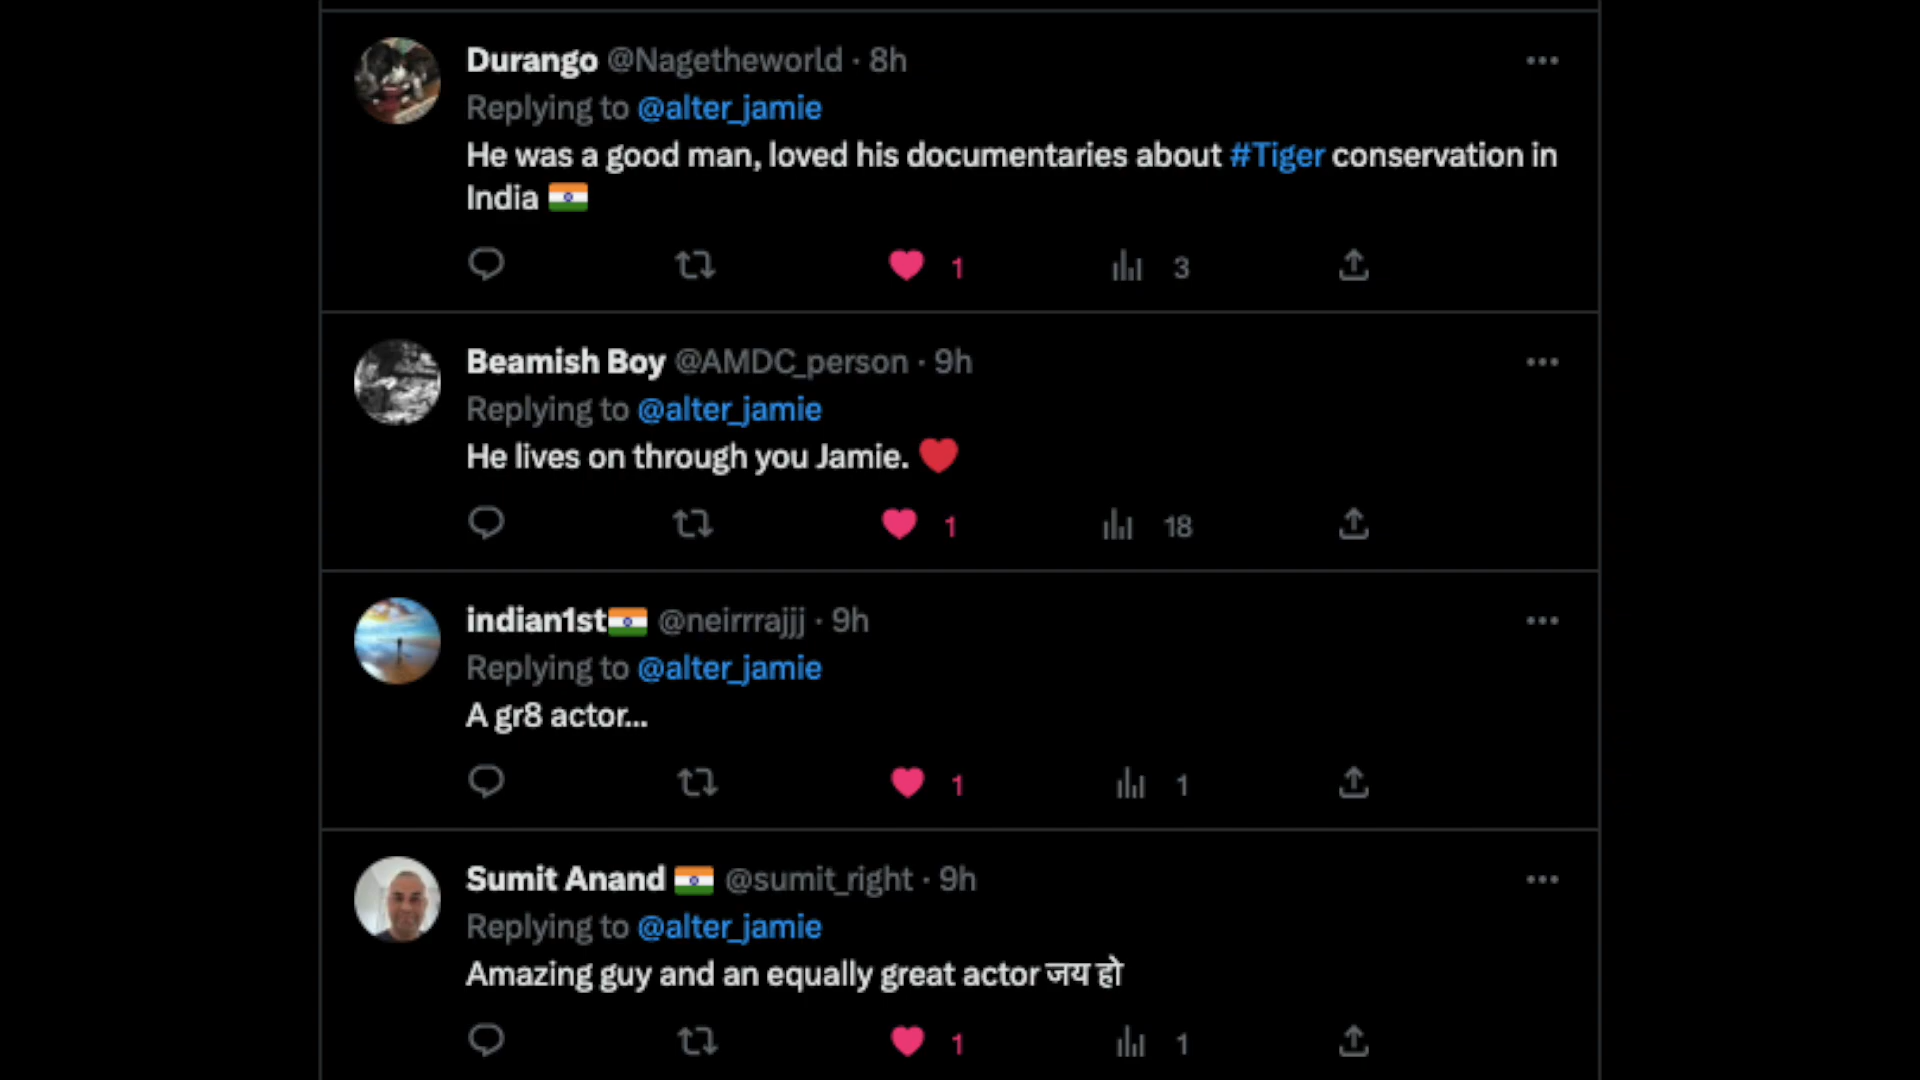 Durango @Nagetheworld · 8h
Replying to @alter_jamie
He was a good man, loved his documentaries about #Tiger conservation in
India 🇮🇳
1 3
Beamish Boy @AMDC_person · 9h
Replying to @alter_jamie
He lives on through you Jamie. ❤️
1 18
indian1st🇮🇳 @neirrrajjj · 9h
Replying to @alter_jamie
A gr8 actor...
1 1
Sumit Anand 🇮🇳 @sumit_right · 9h
Replying to @alter_jamie
Amazing guy and an equally great actor जय हो
1 1